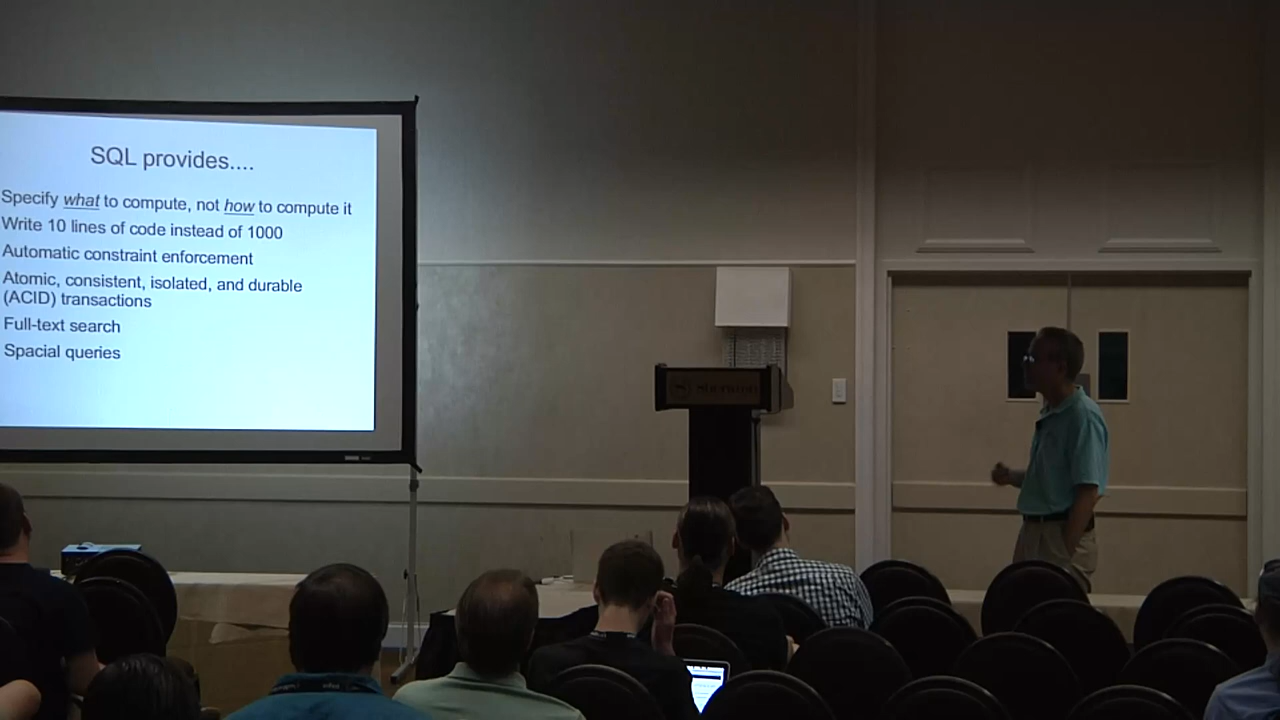 SQL provides....
Specify what to compute, not how to compute it
Write 10 lines of code instead of 1000
Automatic constraint enforcement
Atomic, consistent, isolated, and durable
(ACID) transactions
Full-text search
Spacial queries
Sheraton